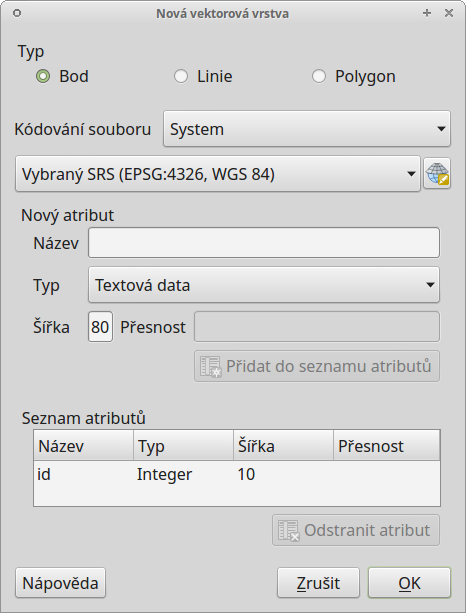 Nová vektorová vrstva
Typ
Bod Linie Polygon
Kódování souboru System
Vybraný SRS (EPSG:4326, WGS 84)
Nový atribut
Název
Typ Textová data
Šířka 80 Přesnost
Přidat do seznamu atributů
Seznam atributů
Název Typ Šířka Přesnost
id Integer 10
Odstranit atribut
Nápověda Zrušit OK